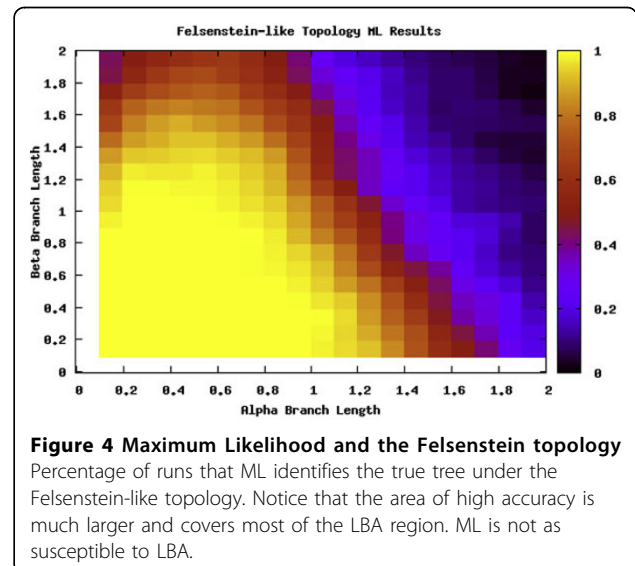 Felsenstein-like Topology ML Results
2
1.8
1.6
1.4
1.2
1
0.8
0.6
0.4
0.2
0
Beta Branch Length
0 0.2 0.4 0.6 0.8 1 1.2 1.4 1.6 1.8 2
Alpha Branch Length
1
0.8
0.6
0.4
0.2
0
Figure 4 Maximum Likelihood and the Felsenstein topology
Percentage of runs that ML identifies the true tree under the
Felsenstein-like topology. Notice that the area of high accuracy is
much larger and covers most of the LBA region. ML is not as
susceptible to LBA.